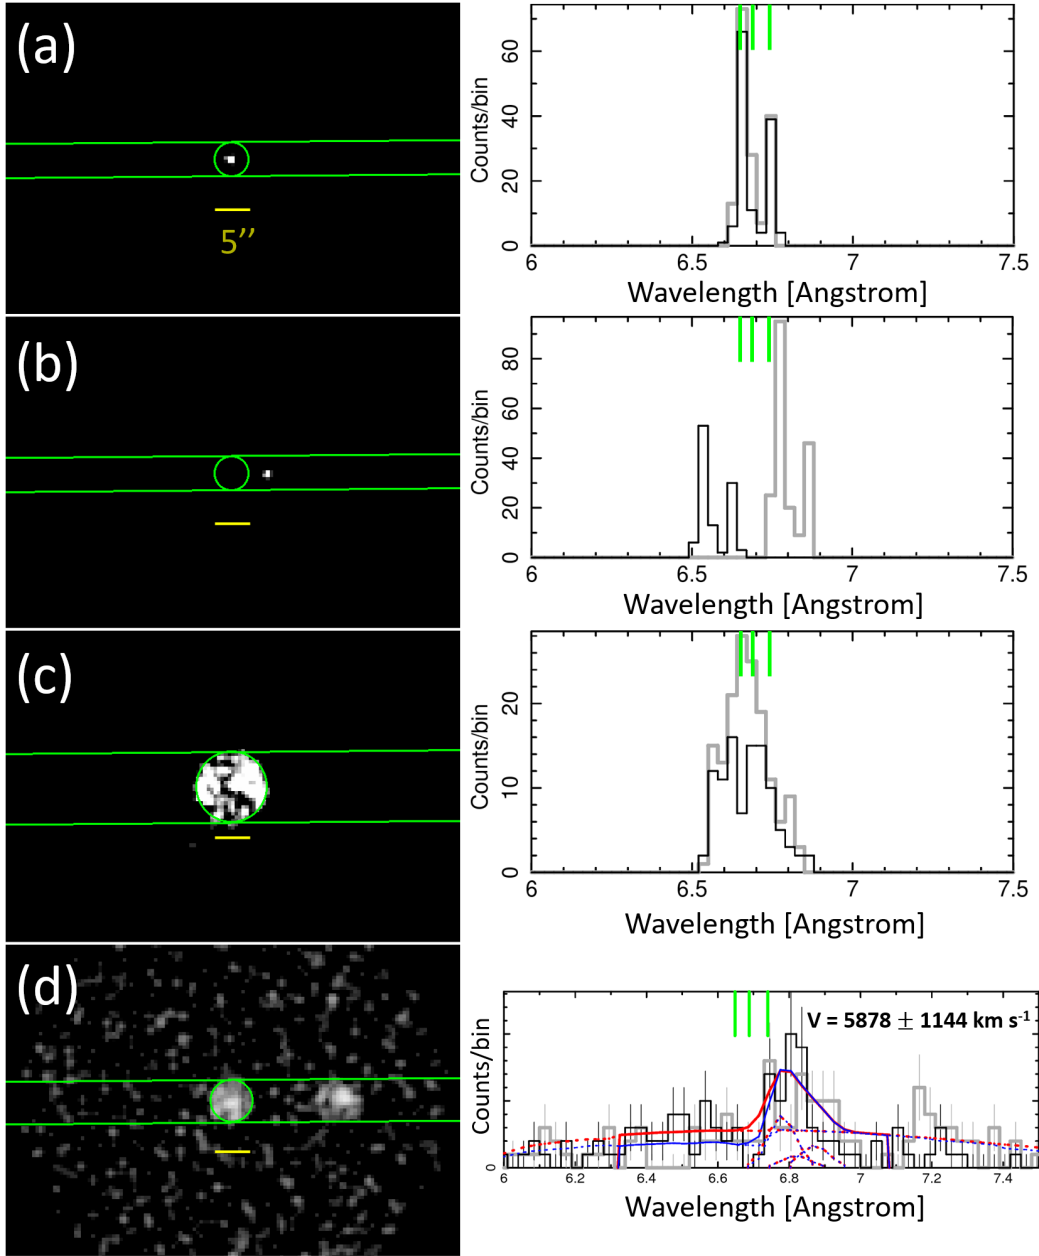 (a)
5’’
Counts/bin
0
20
40
60
6
6.5
7
7.5
Wavelength [Angstrom]
(b)
Counts/bin
0
20
40
60
80
6
6.5
7
7.5
Wavelength [Angstrom]
(c)
Counts/bin
0
10
20
6
6.5
7
7.5
Wavelength [Angstrom]
(d)
V = 5878 ± 1144 km s-1
Counts/bin
0
6
6.2
6.4
6.6
6.8
7
7.2
7.4
Wavelength [Angstrom]